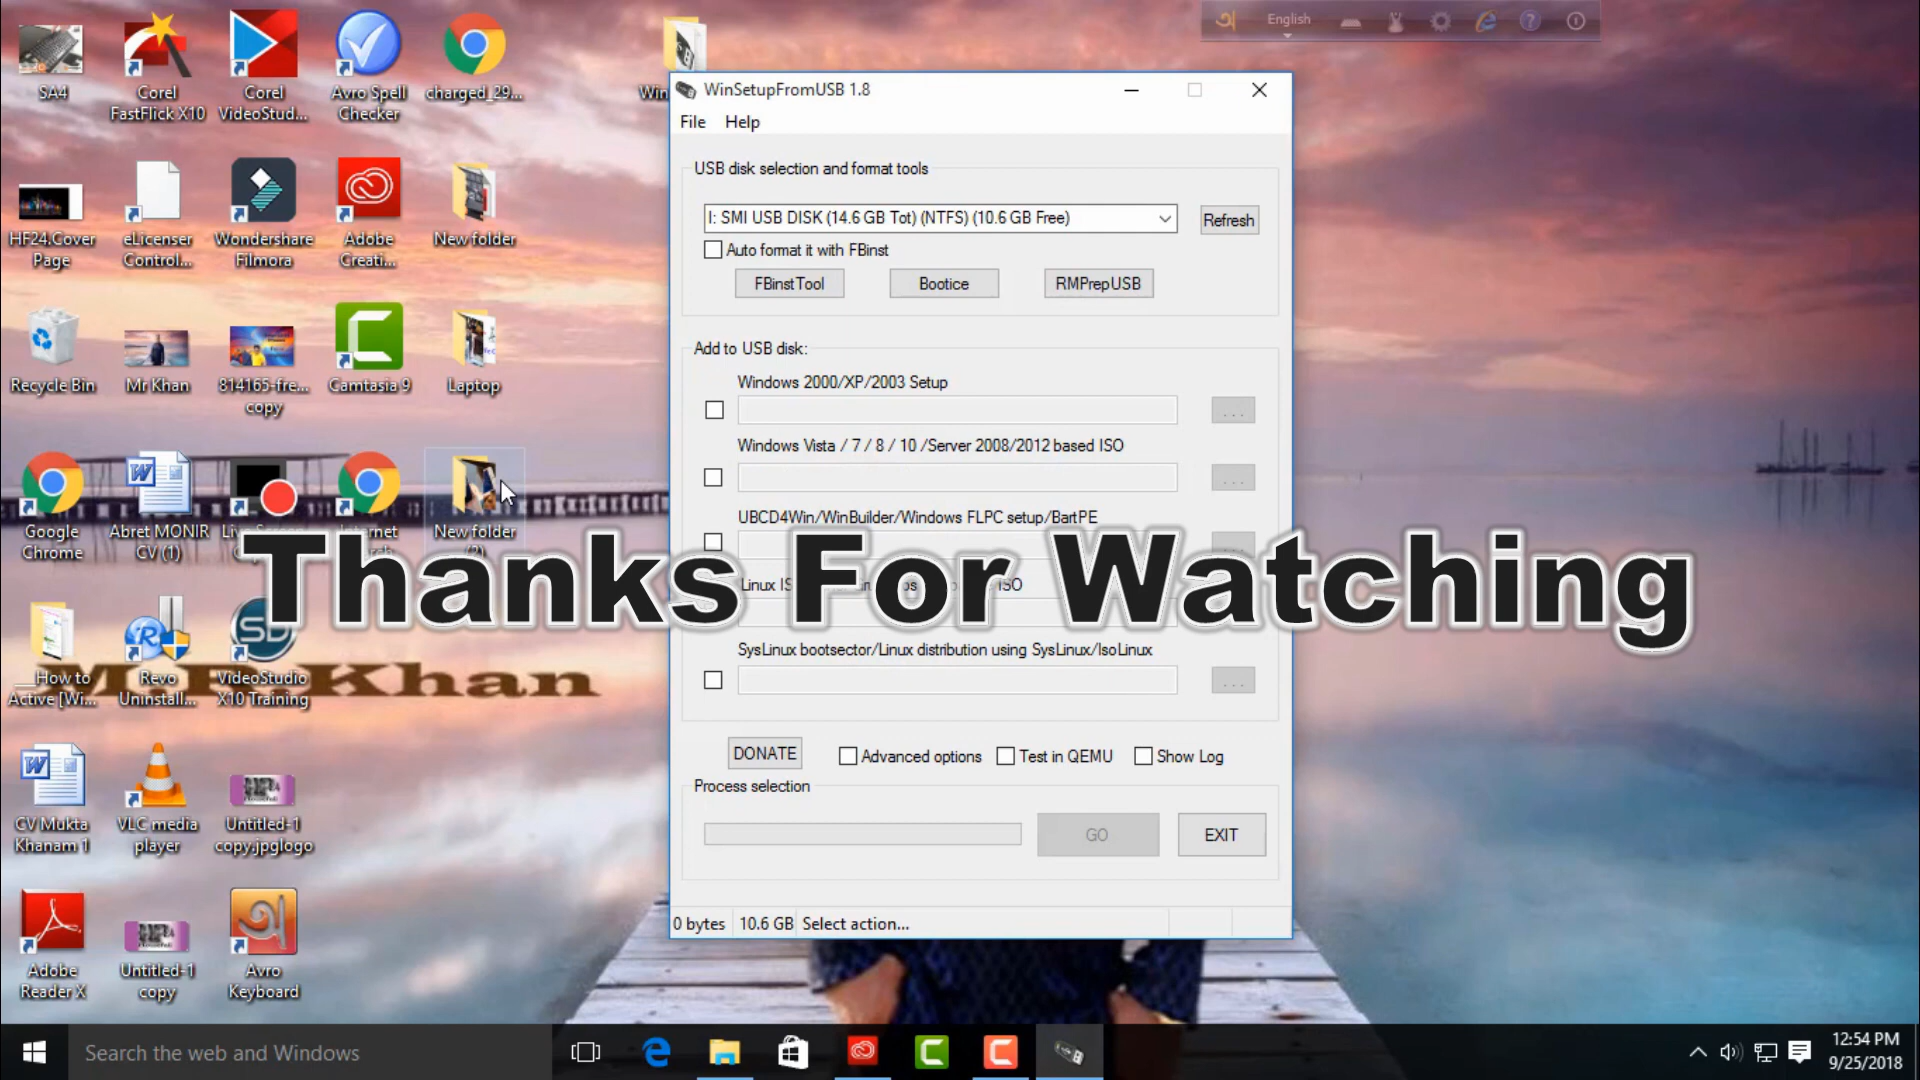 SA4
Corel
FastFlick X10
Corel
VideoStud...
Avro Spell
Checker
charged_29...
Win
HF24.Cover
Page
eLicenser
Control...
Wondershare
Filmora
Adobe
Creati...
New folder
Recycle Bin
Mr Khan
814165-fre...
copy
Camtasia 9
Laptop
Google
Chrome
Abret MONIR
CV (1)
New folder
(2)
__How to
Active [Wi...
Revo
Uninstall...
VideoStudio
X10 Training
Mr Khan
CV Mukta
Khanam 1
VLC media
player
Untitled-1
copy.jpglogo
Adobe
Reader X
Untitled-1
copy
Avro
Keyboard
English
WinSetupFromUSB 1.8
File Help
USB disk selection and format tools
I: SMI USB DISK (14.6 GB Tot) (NTFS) (10.6 GB Free)
Refresh
Auto format it with FBinst
FBinstTool Bootice RMPrepUSB
Add to USB disk:
Windows 2000/XP/2003 Setup
...
Windows Vista / 7 / 8 / 10 /Server 2008/2012 based ISO
...
UBCD4Win/WinBuilder/Windows FLPC setup/BartPE
Thanks For Watching
SysLinux bootsector/Linux distribution using SysLinux/IsoLinux
...
DONATE Advanced options Test in QEMU Show Log
Process selection
GO EXIT
0 bytes 10.6 GB Select action...
Search the web and Windows
12:54 PM
9/25/2018